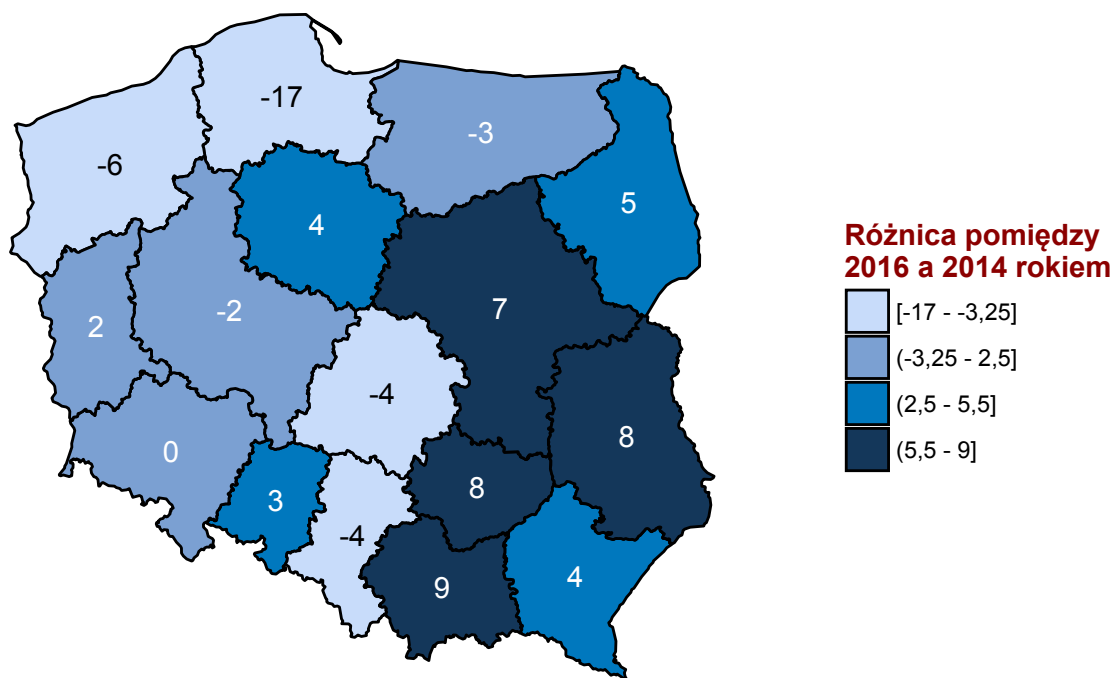 -17
-3
-6
5
4
7
-2
2
-4
8
0
8
3
-4
9
4
Różnica pomiędzy
2016 a 2014 rokiem
[-17 - -3,25]
(-3,25 - 2,5]
(2,5 - 5,5]
(5,5 - 9]